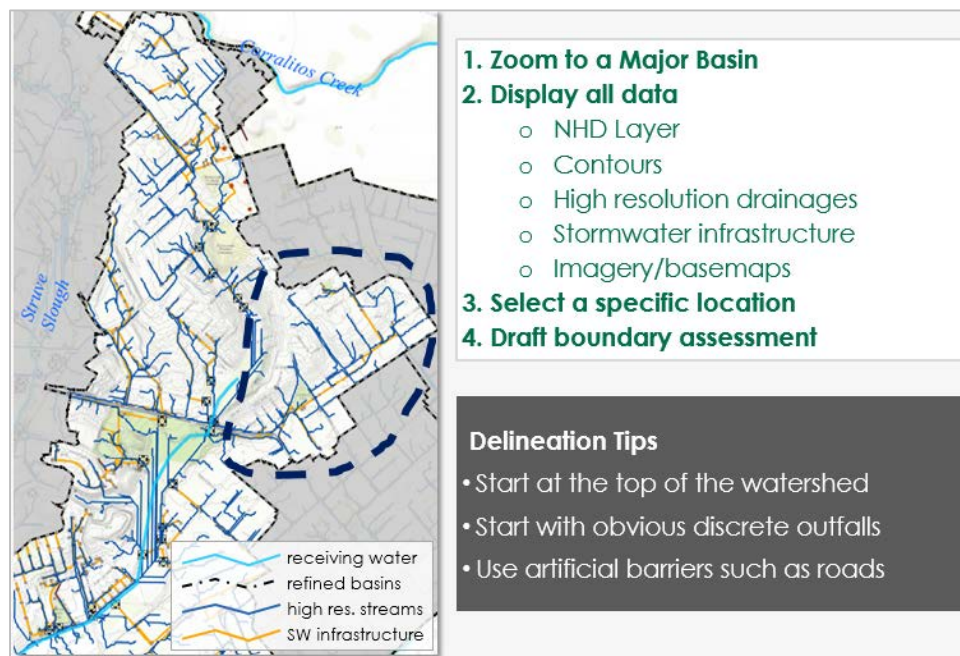 Corralitos Creek
Struve
Slough
receiving water
refined basins
high res. streams
SW infrastructure
1. Zoom to a Major Basin
2. Display all data
o NHD Layer
o Contours
o High resolution drainages
o Stormwater infrastructure
o Imagery/basemaps
3. Select a specific location
4. Draft boundary assessment
Delineation Tips
• Start at the top of the watershed
• Start with obvious discrete outfalls
• Use artificial barriers such as roads